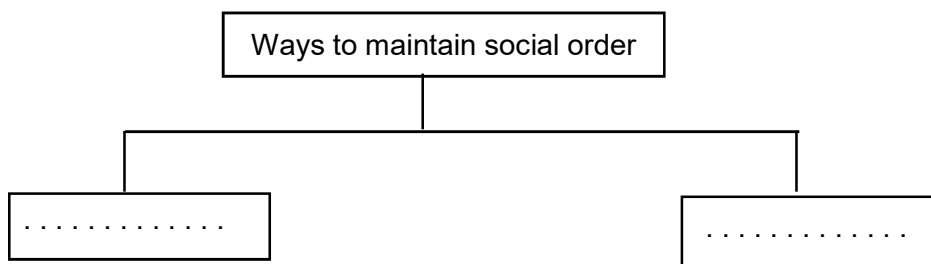 Ways to maintain social order
. . . . . . . . . . . . .
. . . . . . . . . . . . .